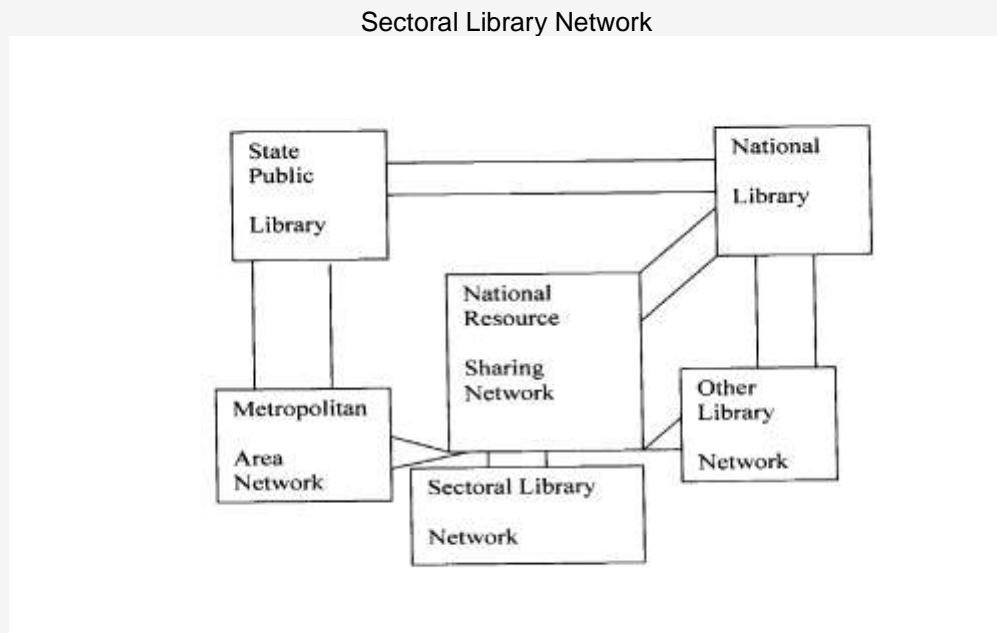 Sectoral Library Network
State
Public
Library
National
Library
National
Resource
Sharing
Network
Metropolitan
Area
Network
Other
Library
Network
Sectoral Library
Network